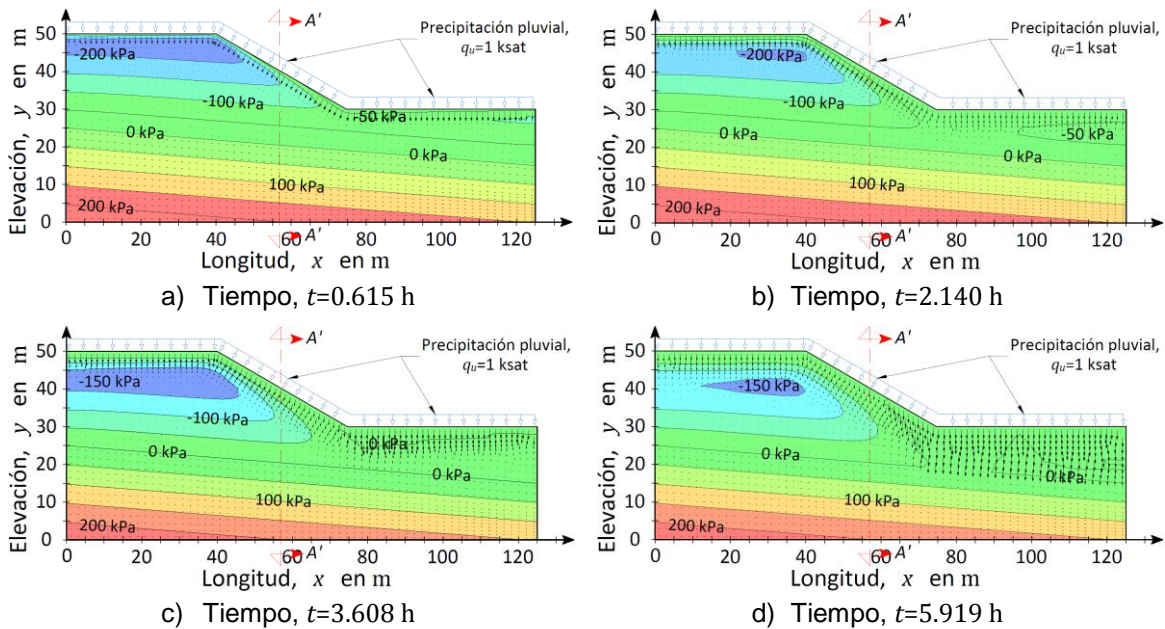 A'
Precipitación pluvial,
qu=1 ksat
50
40
30
20
10
0
Elevación, y en m
-200 kPa
-100 kPa
-50 kPa
0 kPa
0 kPa
100 kPa
200 kPa
0 20 40 60 80 100 120
A'
Longitud, x en m
a) Tiempo, t=0.615 h
A'
Precipitación pluvial,
qu=1 ksat
50
40
30
20
10
0
Elevación, y en m
-200 kPa
-100 kPa
-50 kPa
0 kPa
0 kPa
100 kPa
200 kPa
0 20 40 60 80 100 120
A'
Longitud, x en m
b) Tiempo, t=2.140 h
A'
Precipitación pluvial,
qu=1 ksat
50
40
30
20
10
0
Elevación, y en m
-150 kPa
-100 kPa
0 kPa
0 kPa
0 kPa
100 kPa
200 kPa
0 20 40 60 80 100 120
A'
Longitud, x en m
c) Tiempo, t=3.608 h
A'
Precipitación pluvial,
qu=1 ksat
50
40
30
20
10
0
Elevación, y en m
-150 kPa
-100 kPa
0 kPa
0 kPa
100 kPa
200 kPa
0 20 40 60 80 100 120
A'
Longitud, x en m
d) Tiempo, t=5.919 h